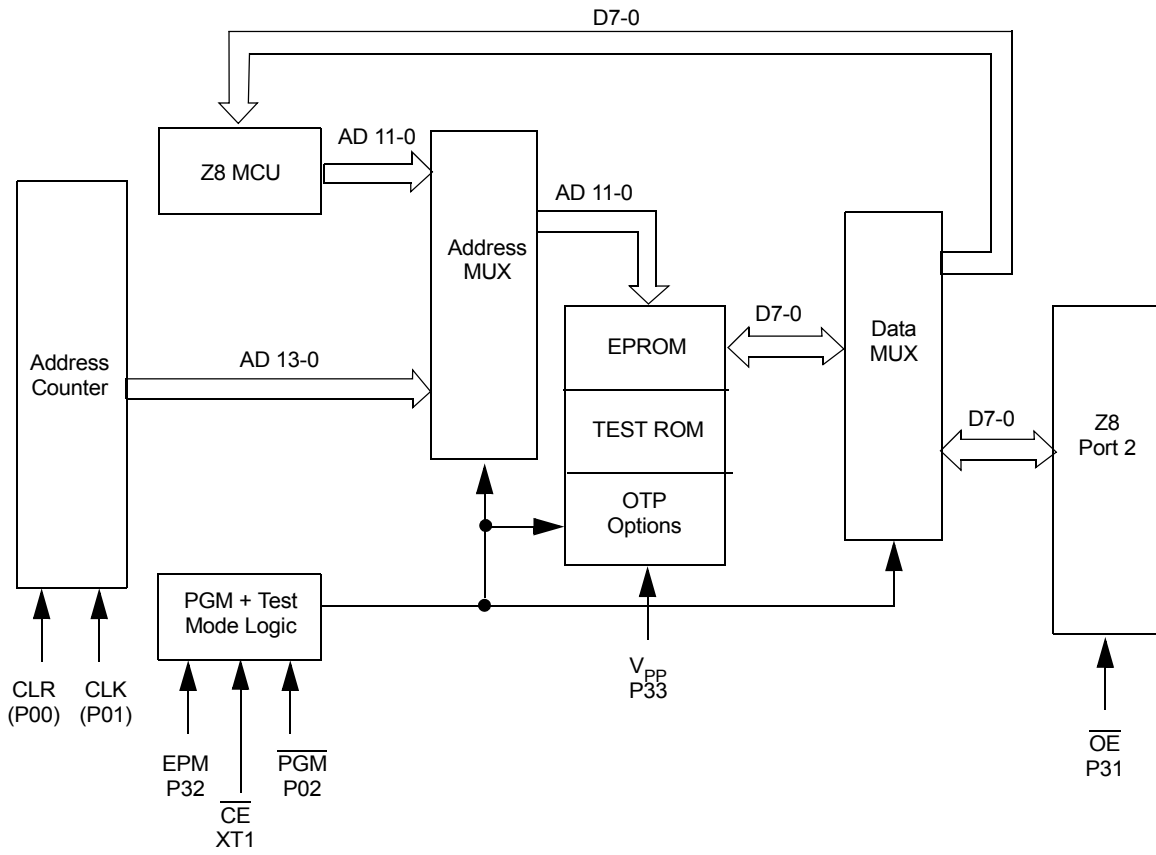 D7-0
AD 11-0
Z8 MCU
AD 11-0
Address
MUX
D7-0
EPROM
Data
MUX
Address
Counter
AD 13-0
TEST ROM
D7-0
Z8
Port 2
OTP
Options
PGM + Test
Mode Logic
VPP
P33
CLR
(P00)
CLK
(P01)
EPM
P32
CE
XT1
PGM
P02
OE
P31